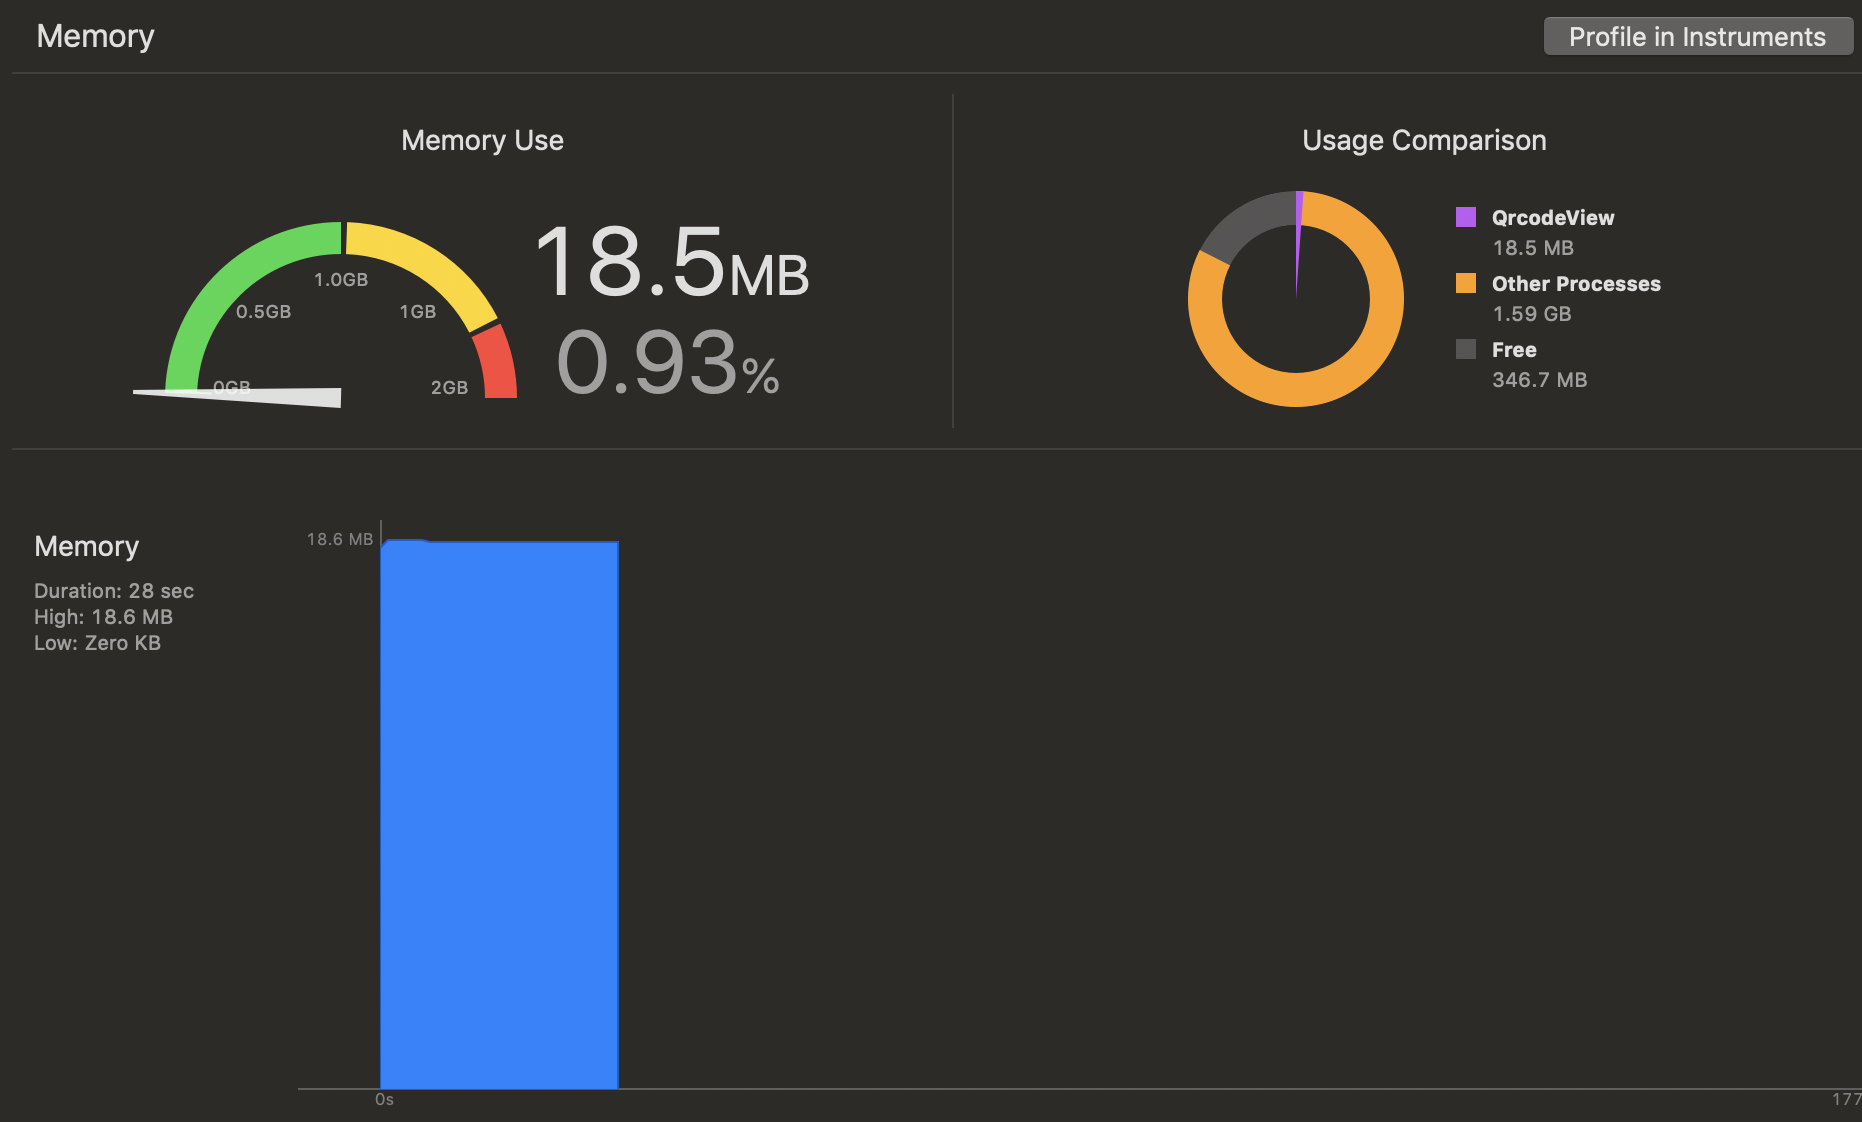 Memory
Profile in Instruments
Memory Use
Usage Comparison
18.5MB
0.93%
0GB
0.5GB
1.0GB
1GB
2GB
QrcodeView
18.5 MB
Other Processes
1.59 GB
Free
346.7 MB
Memory
Duration: 28 sec
High: 18.6 MB
Low: Zero KB
18.6 MB
0s
177